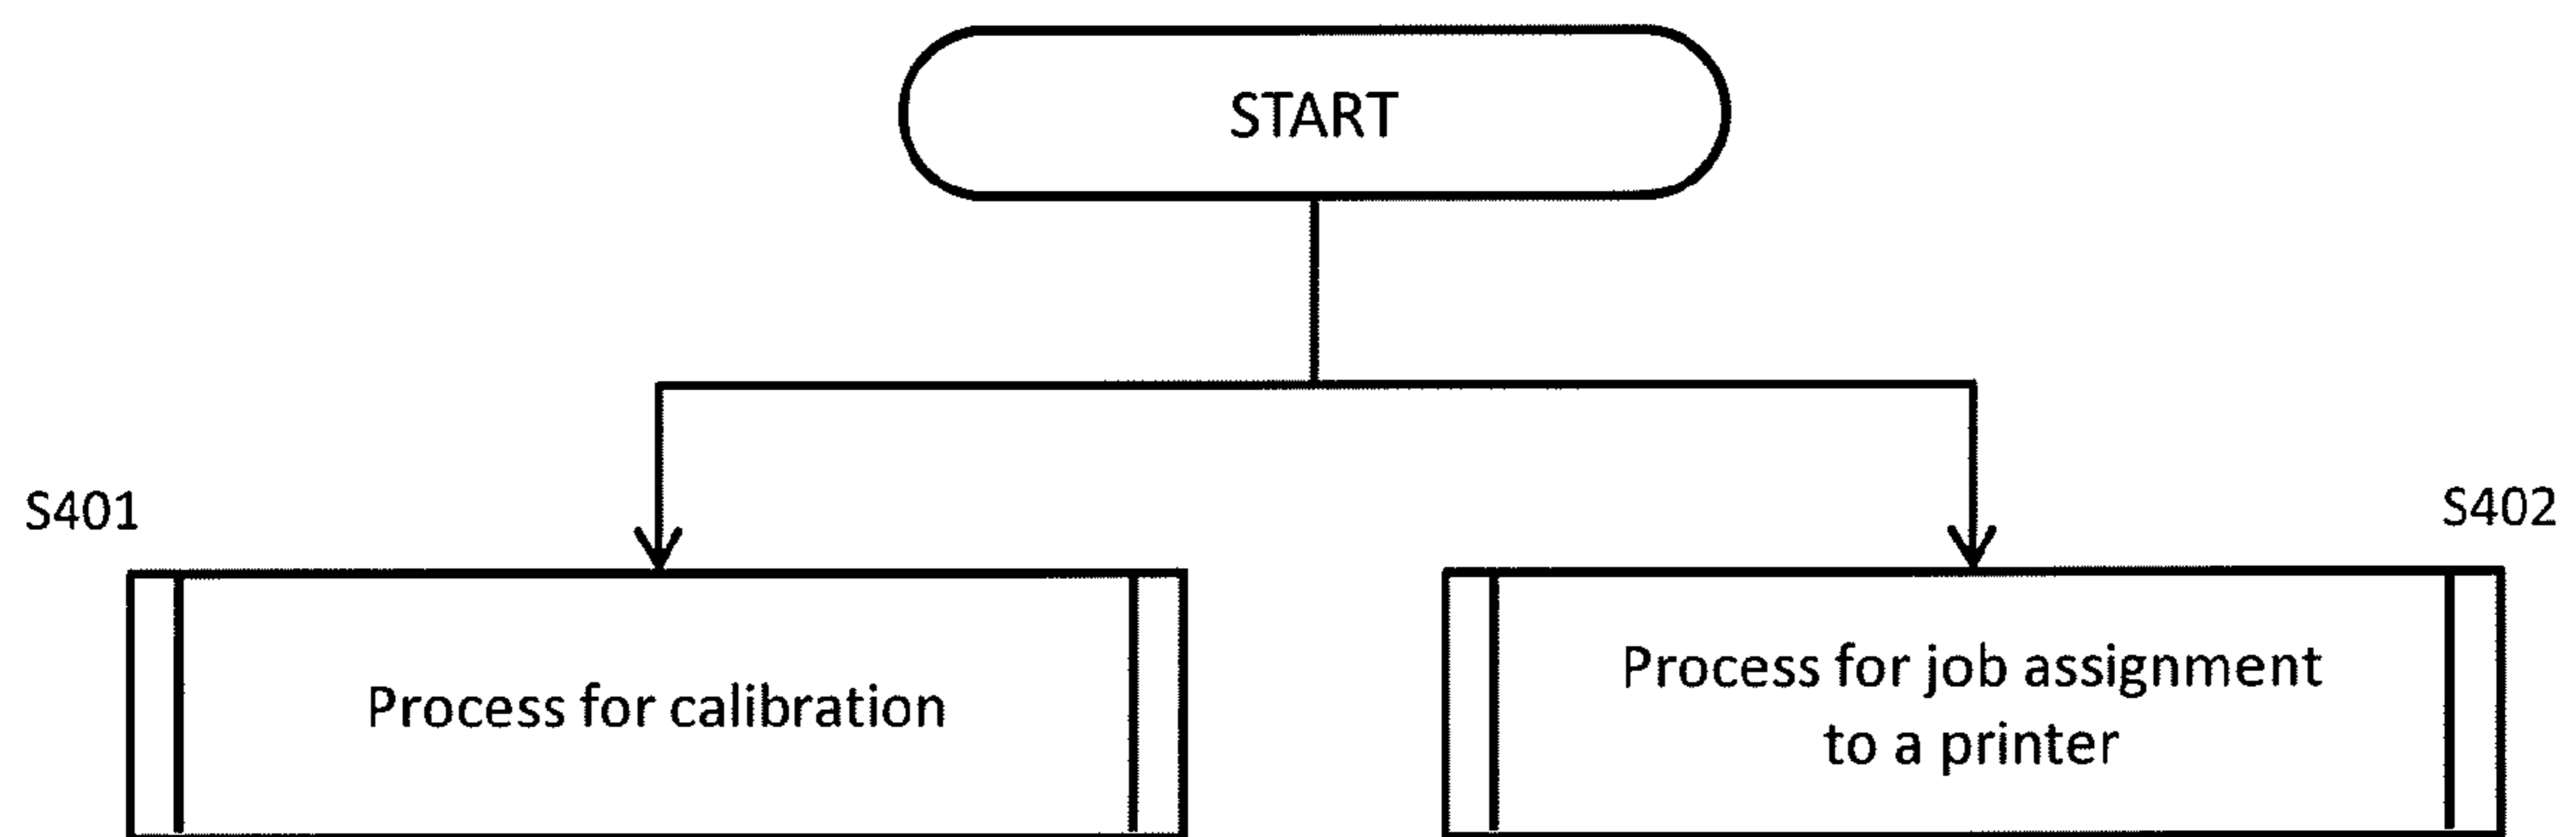 START
S401
S402
Process for calibration
Process for job assignment
to a printer